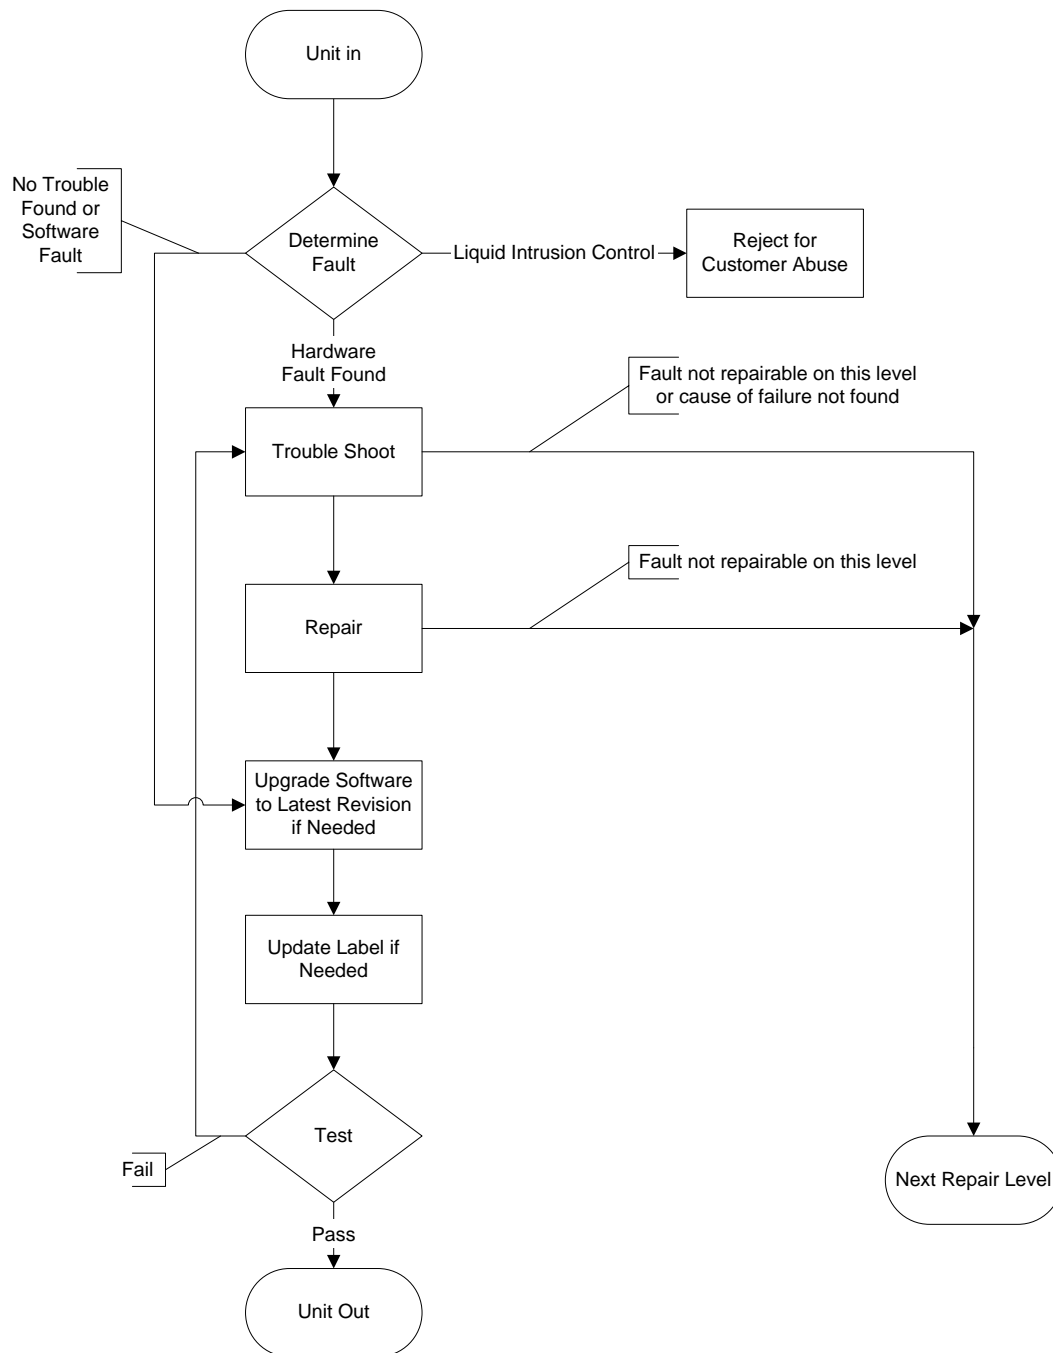 Unit in
No Trouble
Found or
Software
Fault
Determine
Fault
Liquid Intrusion Control
Reject for
Customer Abuse
Hardware
Fault Found
Fault not repairable on this level
or cause of failure not found
Trouble Shoot
Fault not repairable on this level
Repair
Upgrade Software
to Latest Revision
if Needed
Update Label if
Needed
Test
Fail
Next Repair Level
Pass
Unit Out